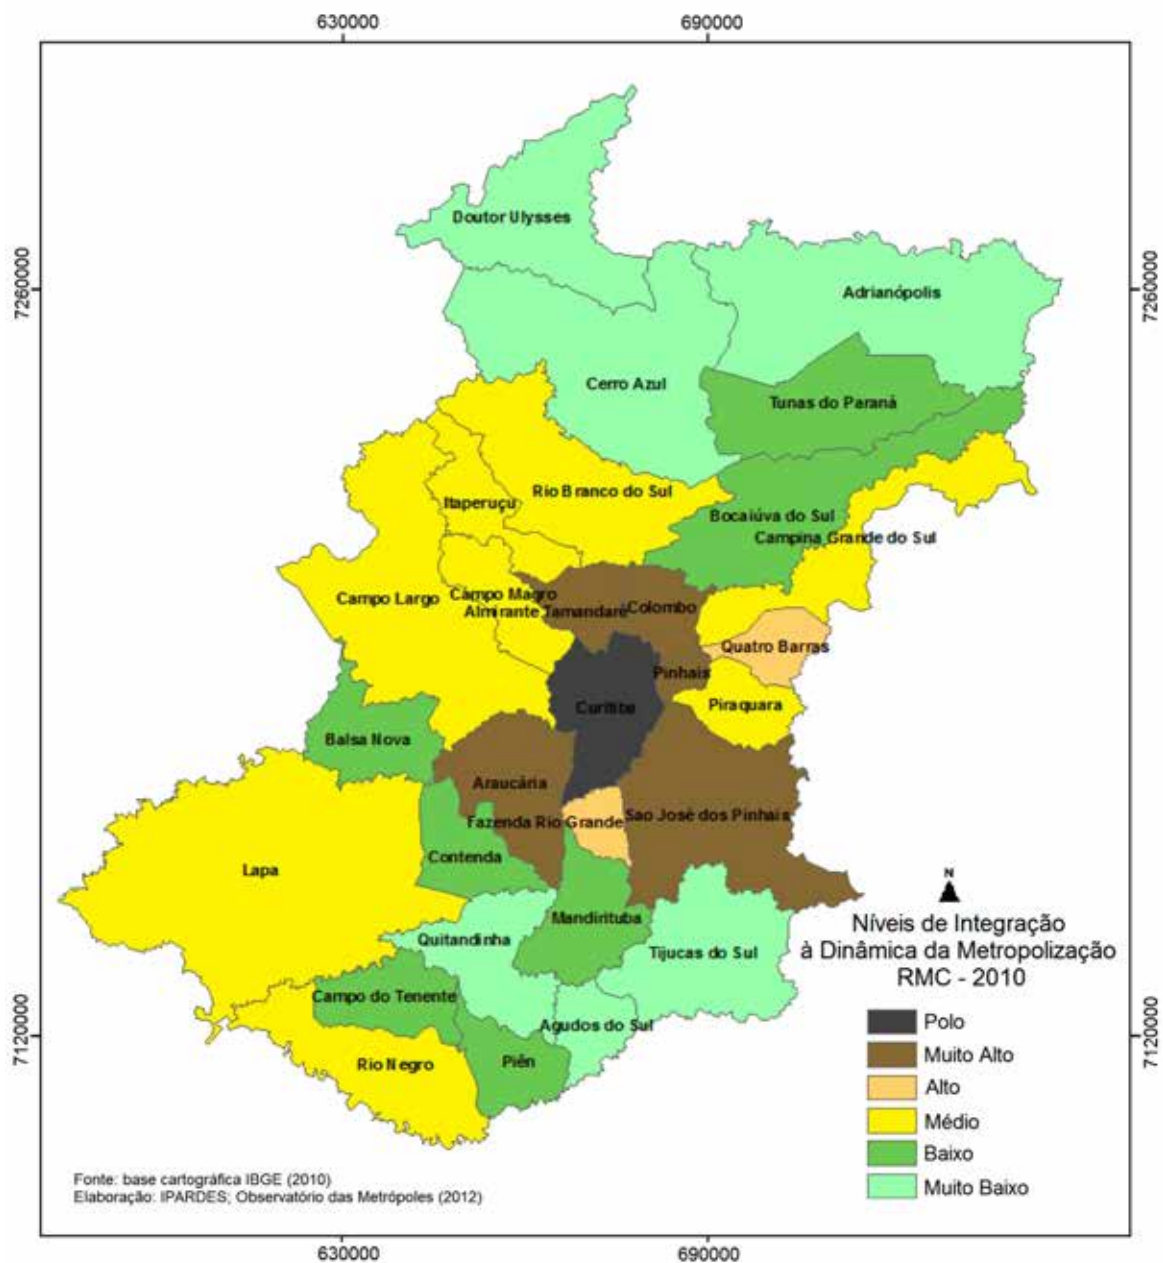 630000
690000
Doutor Ulysses
7260000
7260000
Adrianópolis
Cerro Azul
Tunas do Paraná
Rio Branco do Sul
Itaperuçu
Bocaiúva do Sul
Campina Grande do Sul
Campo Magro
Campo Largo
Almirante Tamandaré
Colombo
Quatro Barras
Pinhais
Curitiba
Piraquara
Balsa Nova
Araucária
Fazenda Rio Grande
Sao José dos Pinhais
Contenda
Lapa
Mandirituba
Quitandinha
Tijucas do Sul
Campo do Tenente
Agudos do Sul
Rio Negro
Piên
7120000
7120000
N
Níveis de Integração
à Dinâmica da Metropolização
RMC - 2010
Polo
Muito Alto
Alto
Médio
Baixo
Muito Baixo
Fonte: base cartográfica IBGE (2010)
Elaboração: IPARDES; Observatório das Metrópoles (2012)
630000
690000